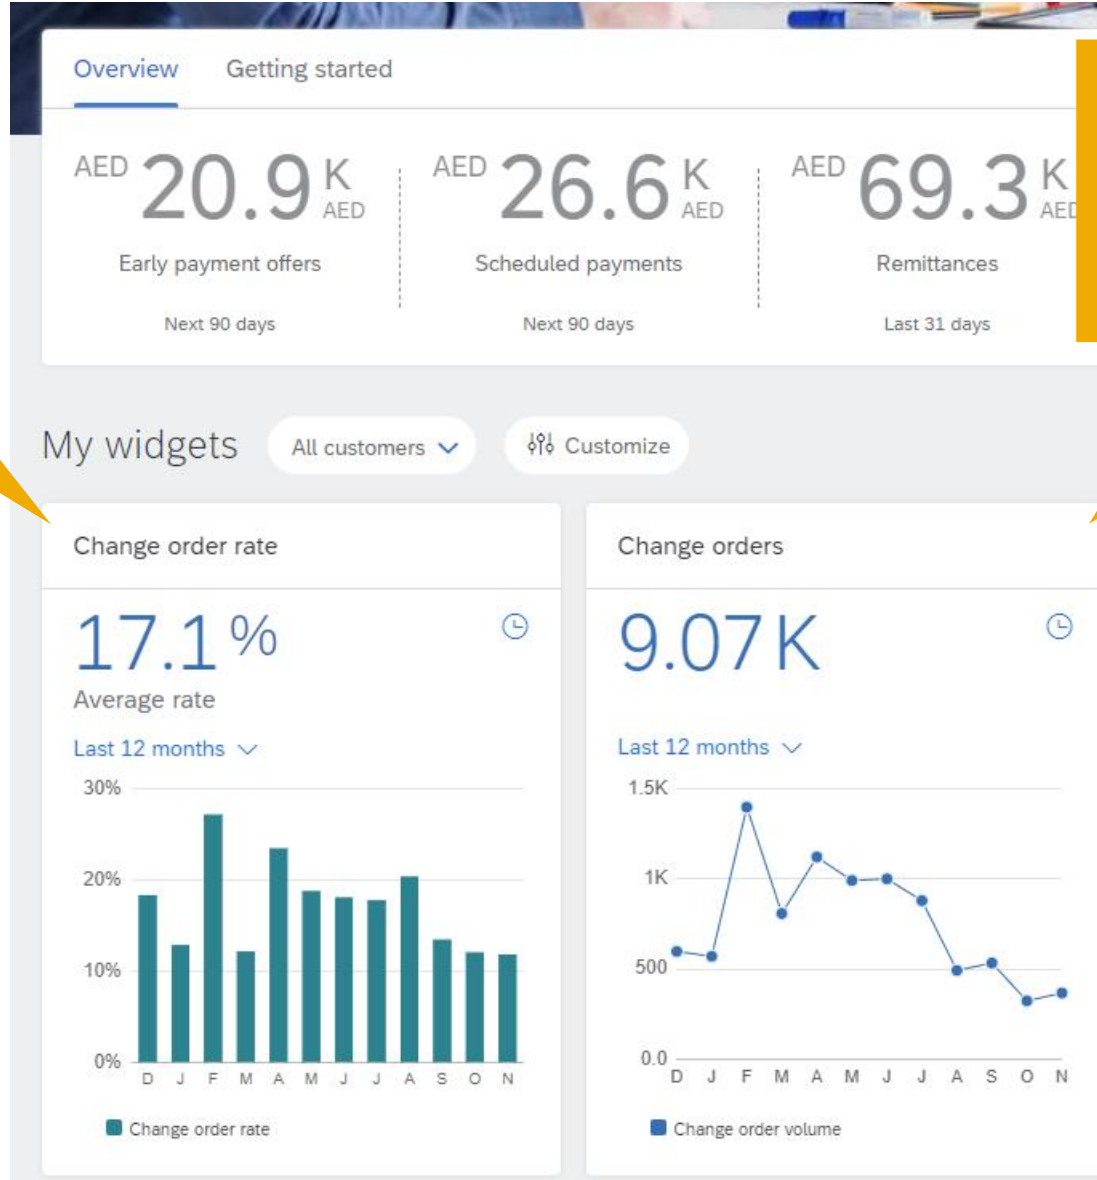 Overview Getting started
AED 20.9 K AED AED 26.6 K AED AED 69.3 K AED
Early payment offers Scheduled payments Remittances
Next 90 days Next 90 days Last 31 days
My widgets All customers Customize
Change order rate
17.1%
Average rate
Last 12 months
30%
20%
10%
0%
D J F M A M J J A S O N
Change order rate
Change orders
9.07K
Last 12 months
1.5K
1K
500
0.0
D J F M A M J J A S O N
Change order volume